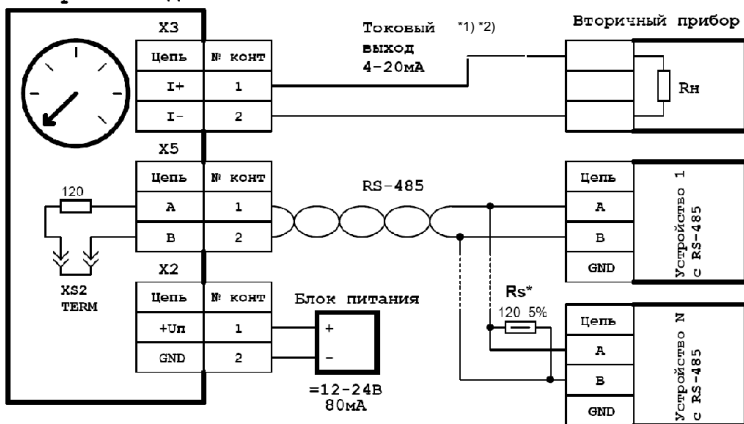 X3
Цепь № конт
I+ 1
I- 2
Токовый *1) *2)
выход
4-20мА
Вторичный прибор
Rн
X5
Цепь № конт
A 1
B 2
120
XS2
TERM
RS-485
Цепь
A
B
GND
Устройство 1
с RS-485
X2
Цепь № конт
+Uп 1
GND 2
Блок питания
+
-
=12-24В
80мА
Rs*
120 5%
Цепь
A
B
GND
Устройство N
с RS-485